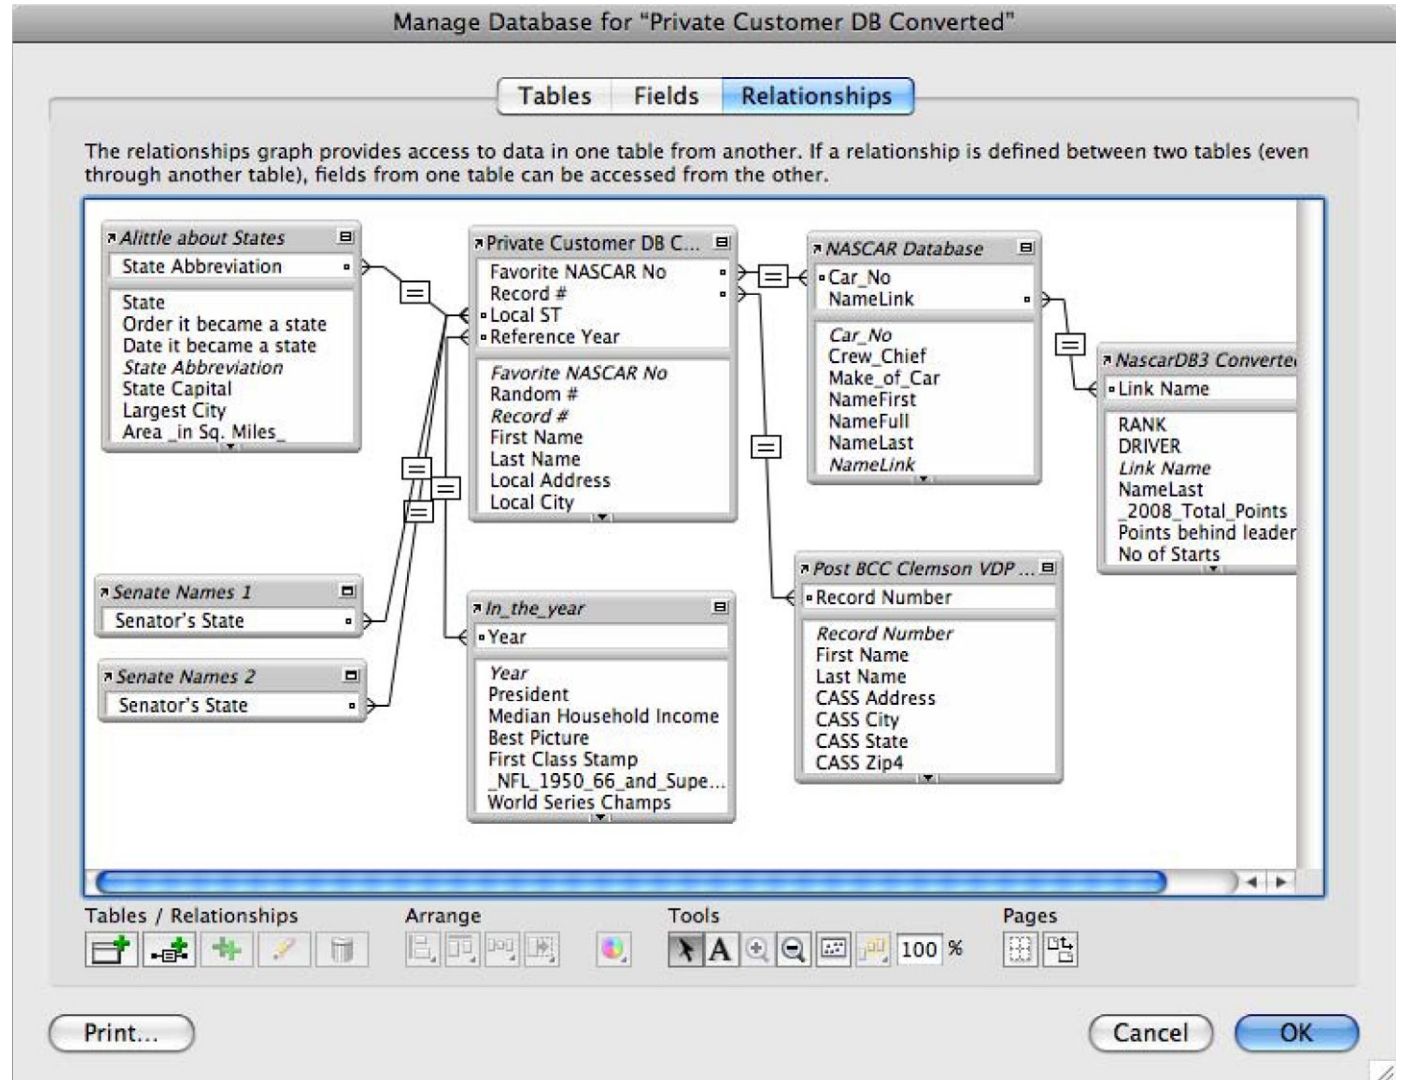 Manage Database for “Private Customer DB Converted”
Tables Fields Relationships
The relationships graph provides access to data in one table from another. If a relationship is defined between two tables (even
through another table), fields from one table can be accessed from the other.
Alittle about States
State Abbreviation
State
Order it became a state
Date it became a state
State Abbreviation
State Capital
Largest City
Area _in Sq. Miles_
Private Customer DB C...
Favorite NASCAR No
Record #
Local ST
Reference Year
Favorite NASCAR No
Random #
Record #
First Name
Last Name
Local Address
Local City
NASCAR Database
Car_No
NameLink
Car_No
Crew_Chief
Make_of_Car
NameFirst
NameFull
NameLast
NameLink
NascarDB3 Converte
Link Name
RANK
DRIVER
Link Name
NameLast
_2008_Total_Points
Points behind leader
No of Starts
Senate Names 1
Senator's State
Senate Names 2
Senator's State
In_the_year
Year
Year
President
Median Household Income
Best Picture
First Class Stamp
_NFL_1950_66_and_Supe...
World Series Champs
Post BCC Clemson VDP ...
Record Number
Record Number
First Name
Last Name
CASS Address
CASS City
CASS State
CASS Zip4
Tables / Relationships Arrange Tools Pages
A 100 %
Print... Cancel OK